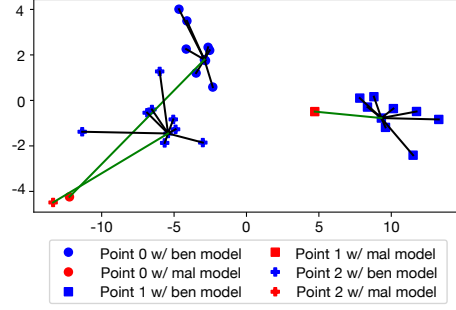 4
2
0
-2
-4
-10 -5 0 5 10
Point 0 w/ ben model
Point 0 w/ mal model
Point 1 w/ ben model
Point 1 w/ mal model
Point 2 w/ ben model
Point 2 w/ mal model